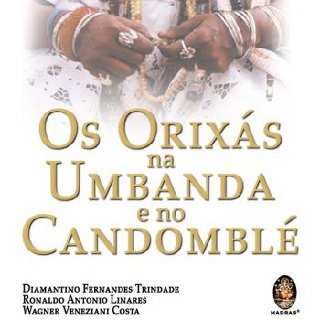 Os Orixás
na
Umbanda
e no
Candomblé
Diamantino Fernandes Trindade
Ronaldo Antonio Linares
Wagner Veneziani Costa
MADRAS®